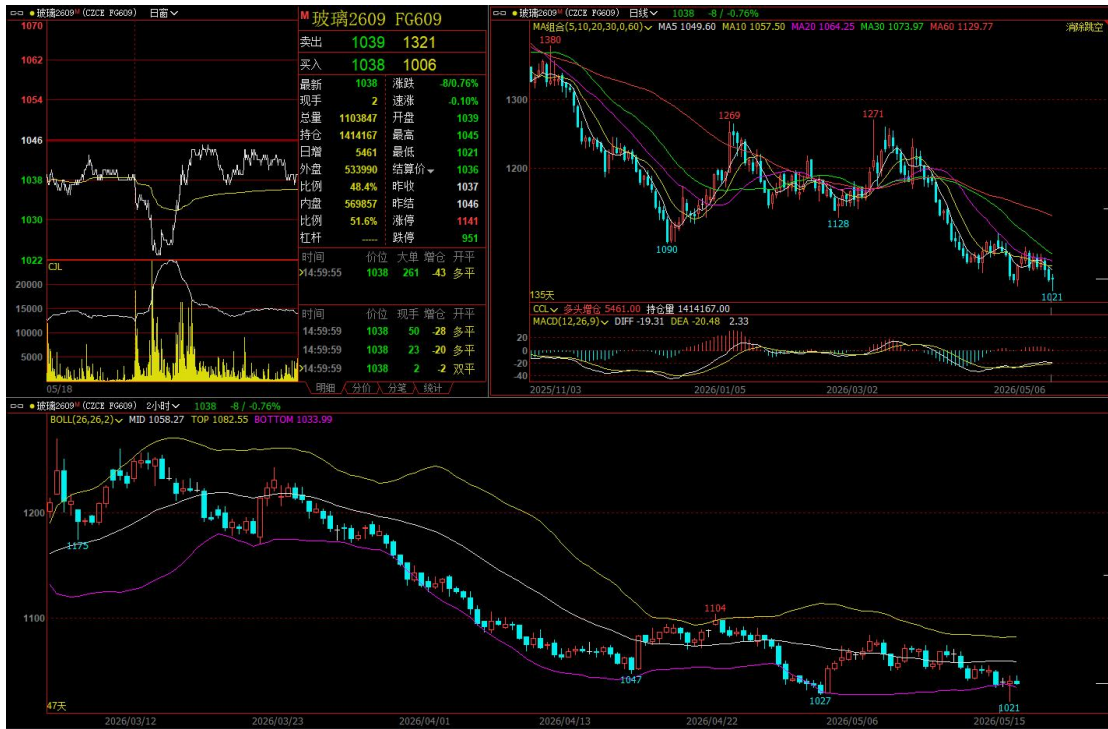 玻璃2609 M (CZCE FG609) 日窗
1070
1062
1054
1046
1038
1030
1022
CJL
20000
15000
10000
5000
05/18
M 玻璃2609 FG609
卖出 1039 1321
买入 1038 1006
最新 1038 涨跌 -8/0.76%
现手 2 速涨 -0.10%
总量 1103847 开盘 1039
持仓 1414167 最高 1045
日增 5461 最低 1021
外盘 533990 结算价 1036
比例 48.4% 昨收 1037
内盘 569857 昨结 1046
比例 51.6% 涨停 1141
杠杆 ----- 跌停 951
时间 价位 大单 增仓 开平
14:59:55 1038 261 -43 多平
时间 价位 现手 增仓 开平
14:59:59 1038 50 -28 多平
14:59:59 1038 23 -20 多平
14:59:59 1038 2 -2 双平
明细 分价 分笔 统计
玻璃2609 M (CZCE FG609) 日线 1038 -8 / -0.76%
MA组合(5,10,20,30,0,60) MA5 1049.60 MA10 1057.50 MA20 1064.25 MA30 1073.97 MA60 1129.77 消除跳空
1380
1300
1269
1271
1200
1128
1090
1021
135天
CCL 多头增仓 5461.00 持仓量 1414167.00
MACD(12,26,9) DIFF -19.31 DEA -20.48 2.33
20
0
-20
-40
2025/11/03 2026/01/05 2026/03/02 2026/05/06
玻璃2609 M (CZCE FG609) 2小时 1038 -8 / -0.76%
BOLL(26,26,2) MID 1058.27 TOP 1082.55 BOTTOM 1033.99
1200
1175
1100
1104
1047
1027
1021
47天
2026/03/12 2026/03/23 2026/04/01 2026/04/13 2026/04/22 2026/05/06 2026/05/15